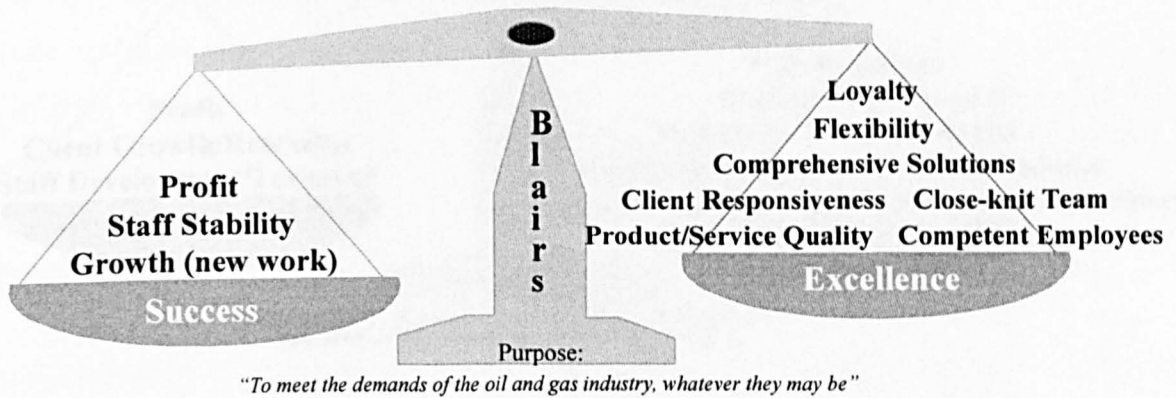 Profit
Staff Stability
Growth (new work)
Success
Blairs
Loyalty
Flexibility
Comprehensive Solutions
Client Responsiveness Close-knit Team
Product/Service Quality Competent Employees
Excellence
Purpose:
"To meet the demands of the oil and gas industry, whatever they may be"